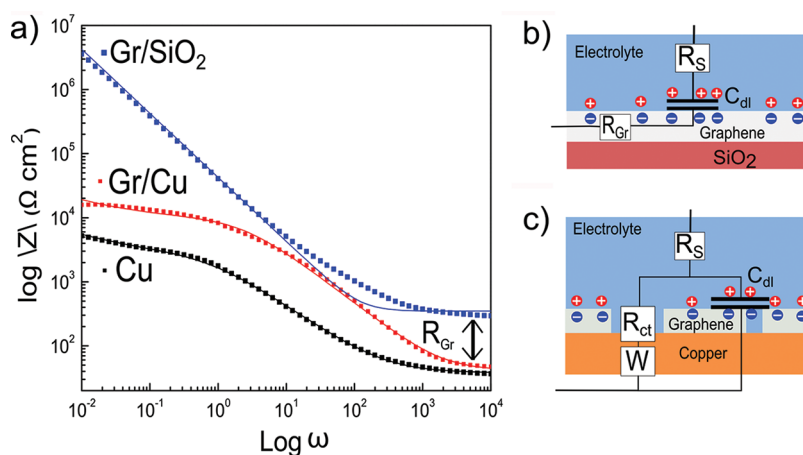 a)
10⁷
10⁶
10⁵
10⁴
10³
10²
log \Z\ (Ω cm²)
Gr/SiO₂
Gr/Cu
Cu
R_Gr
10⁻² 10⁻¹ 10⁰ 10¹ 10² 10³ 10⁴
Log ω
b)
Electrolyte
R_S
C_dl
+ + + + + + +
− − − − − − −
R_Gr
Graphene
SiO₂
c)
Electrolyte
R_S
C_dl
+ + + + + + +
− − − − − − −
R_ct
Graphene
W
Copper